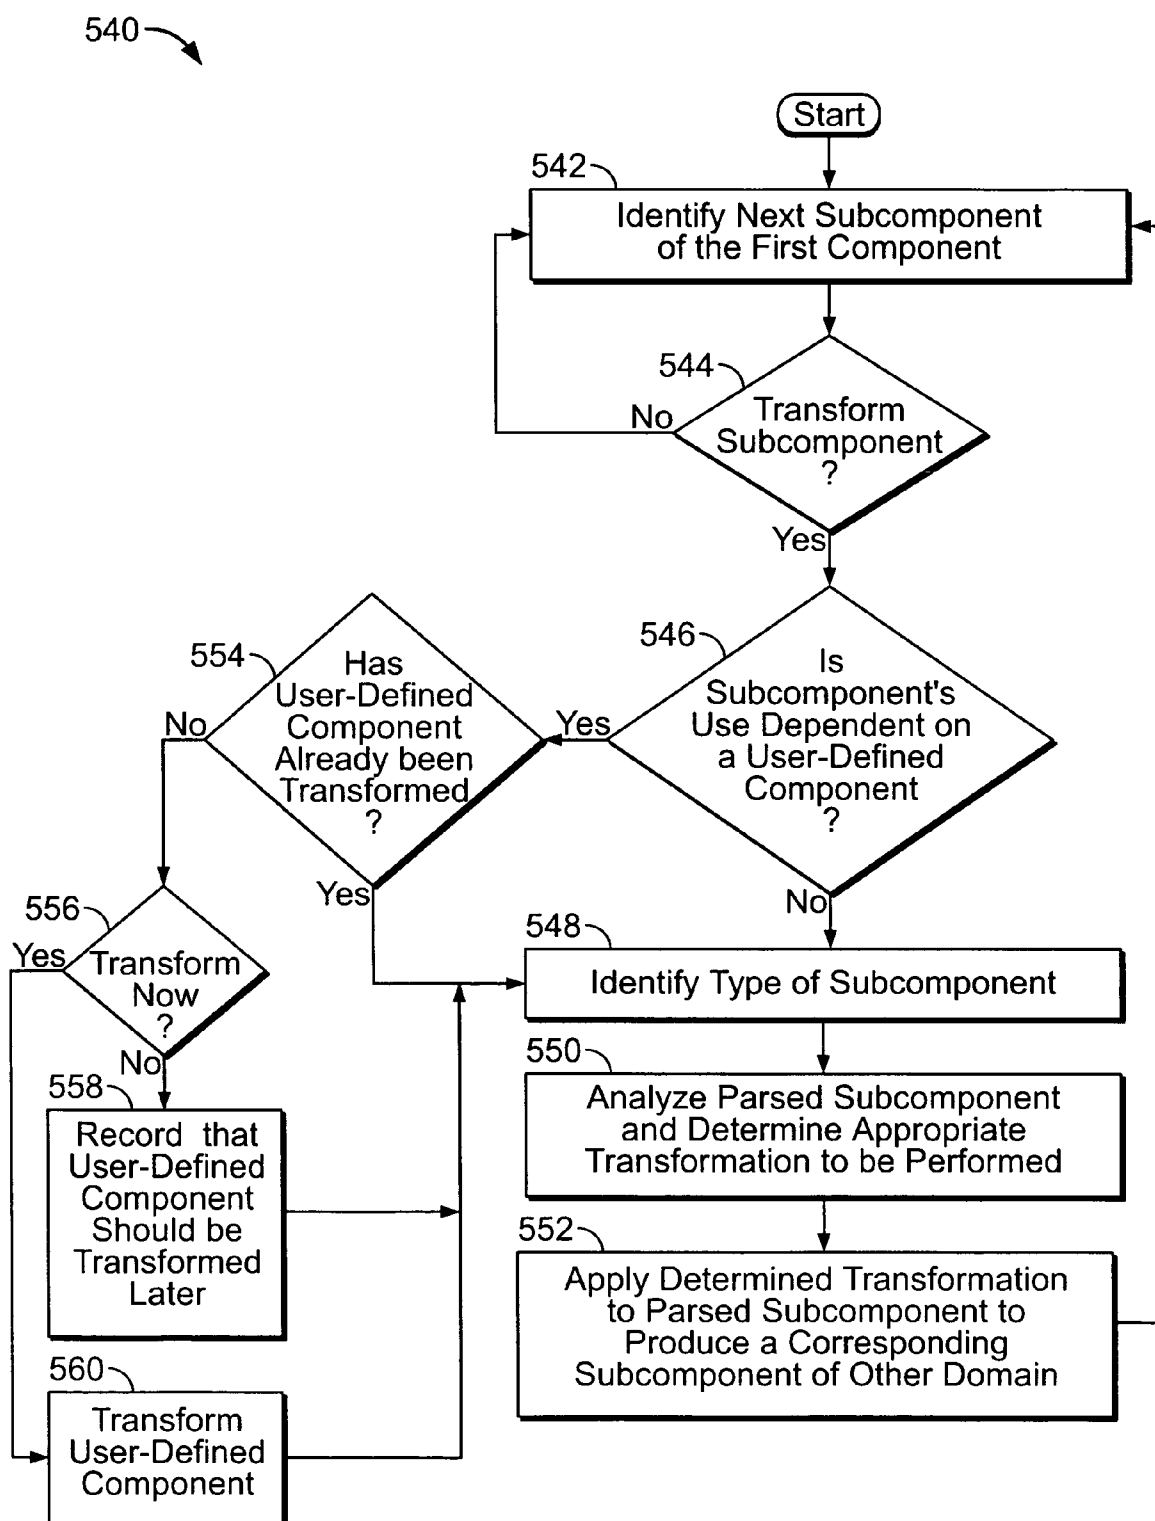 540
Start
542
Identify Next Subcomponent
of the First Component
544
No
Transform
Subcomponent
?
Yes
546
Is
Subcomponent's
Use Dependent on
a User-Defined
Component
?
Yes
No
554
Has
User-Defined
Component
Already been
Transformed
?
No
Yes
556
Yes
Transform
Now
?
No
548
Identify Type of Subcomponent
550
Analyze Parsed Subcomponent
and Determine Appropriate
Transformation to be Performed
552
Apply Determined Transformation
to Parsed Subcomponent to
Produce a Corresponding
Subcomponent of Other Domain
558
Record that
User-Defined
Component
Should be
Transformed
Later
560
Transform
User-Defined
Component